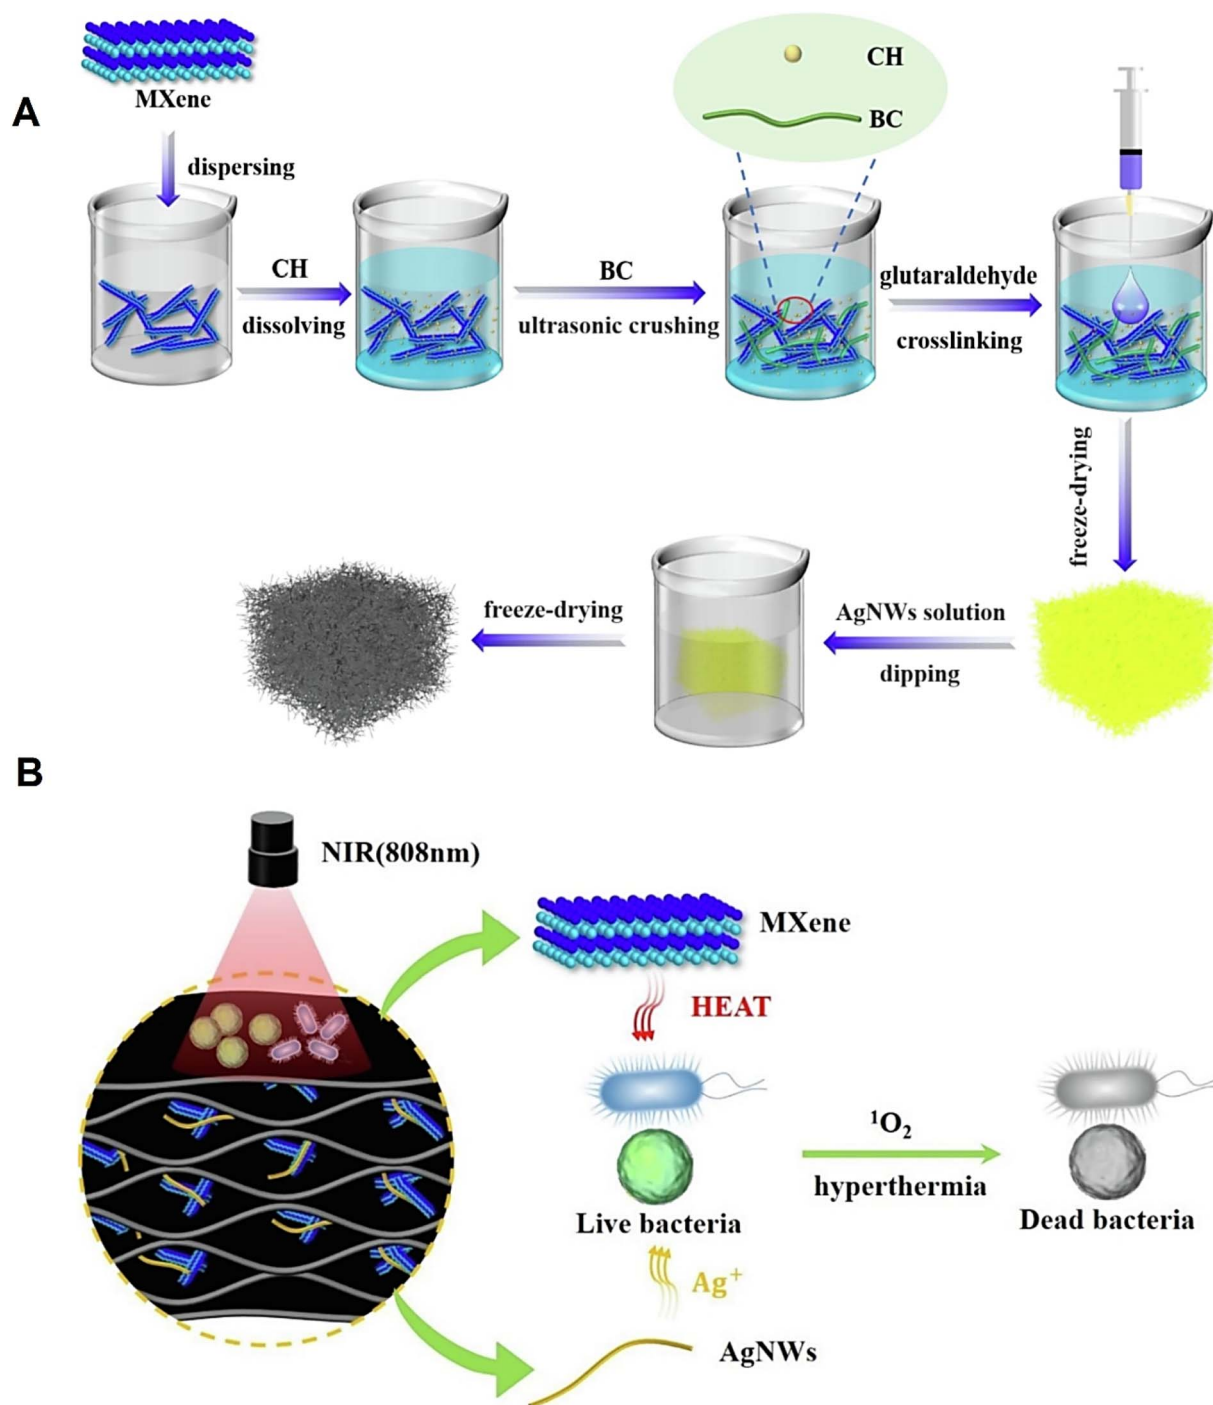 A
MXene
dispersing
CH
dissolving
BC
ultrasonic crushing
CH
BC
glutaraldehyde
crosslinking
freeze-drying
AgNWs solution
dipping
freeze-drying
B
NIR(808nm)
MXene
HEAT
Live bacteria
Ag⁺
AgNWs
¹O₂
hyperthermia
Dead bacteria